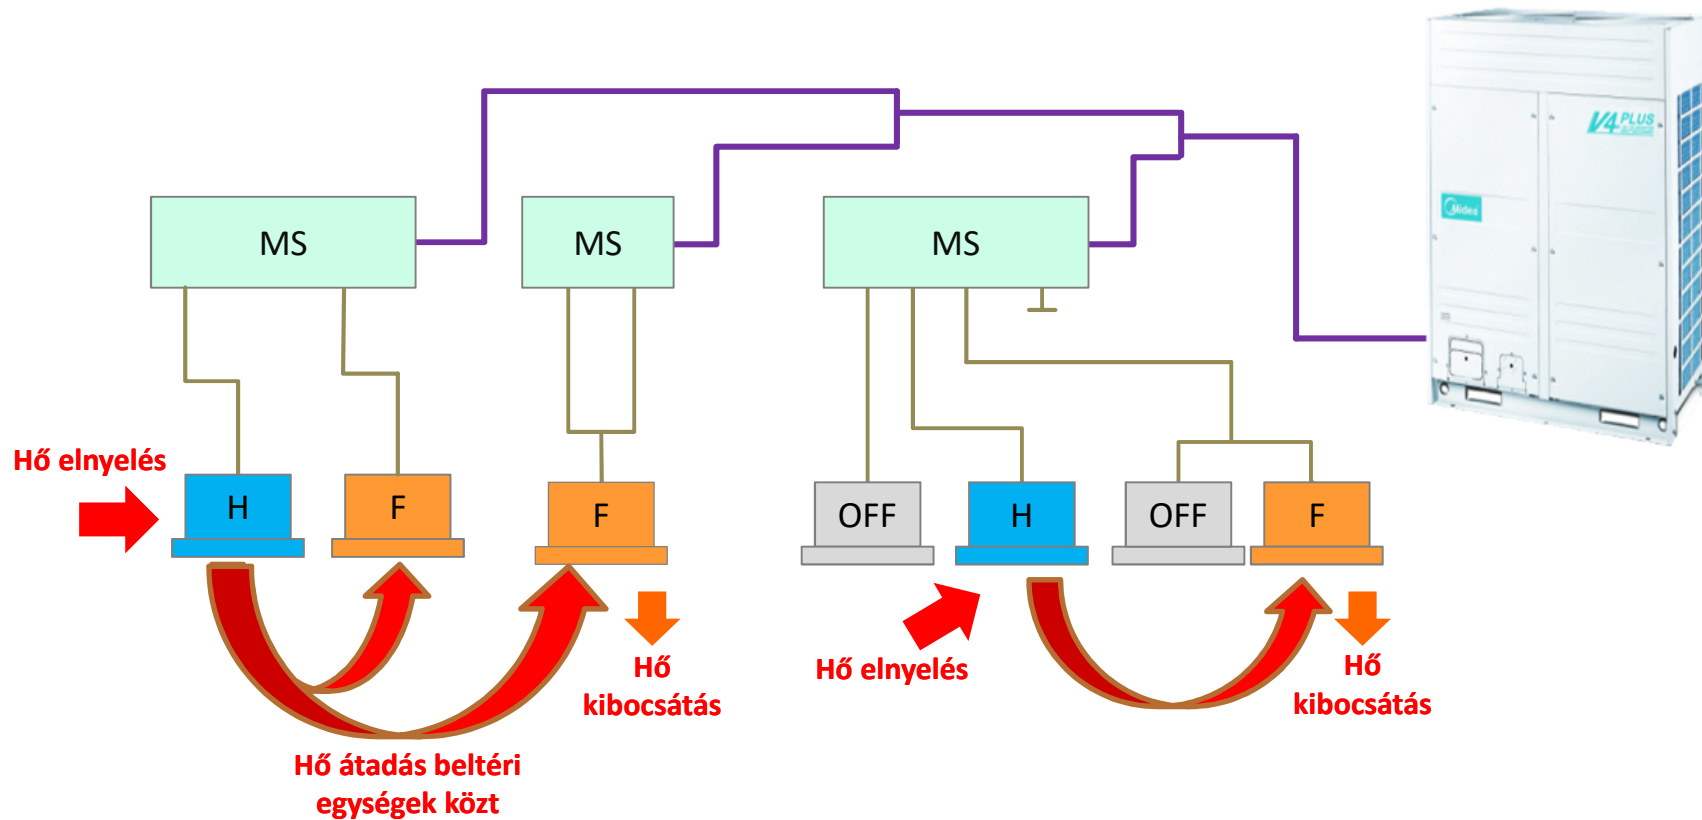 V4 PLUS
Midea
MS
MS
MS
Hő elnyelés
H
F
F
OFF
H
OFF
F
Hő
kibocsátás
Hő elnyelés
Hő
kibocsátás
Hő átadás beltéri
egységek közt